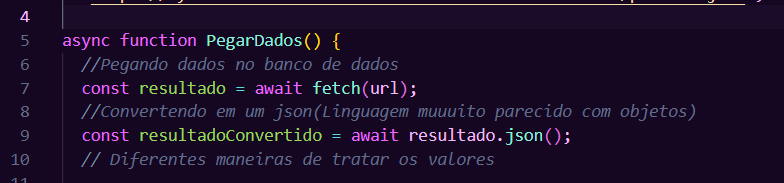 4
5 async function PegarDados() {
6 //Pegando dados no banco de dados
7 const resultado = await fetch(url);
8 //Convertendo em um json(Linguagem muuuito parecido com objetos)
9 const resultadoConvertido = await resultado.json();
10 // Diferentes maneiras de tratar os valores